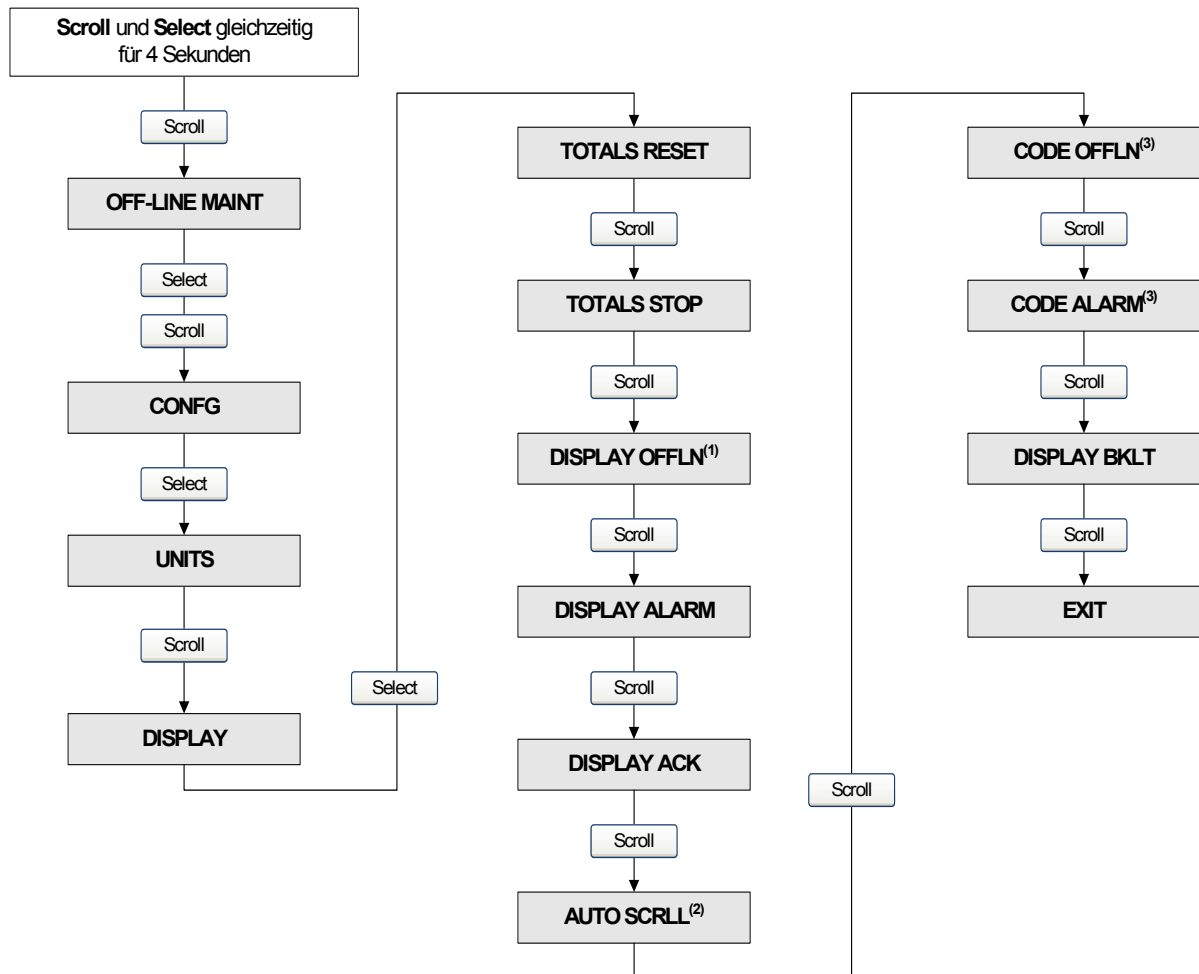 Scroll und Select gleichzeitig
für 4 Sekunden
Scroll
OFF-LINE MAINT
Select
Scroll
CONFG
Select
UNITS
Scroll
DISPLAY
Select
TOTALS RESET
Scroll
TOTALS STOP
Scroll
DISPLAY OFFLN(1)
Scroll
DISPLAY ALARM
Scroll
DISPLAY ACK
Scroll
AUTO SCRLL(2)
Scroll
CODE OFFLN(3)
Scroll
CODE ALARM(3)
Scroll
DISPLAY BKLT
Scroll
EXIT